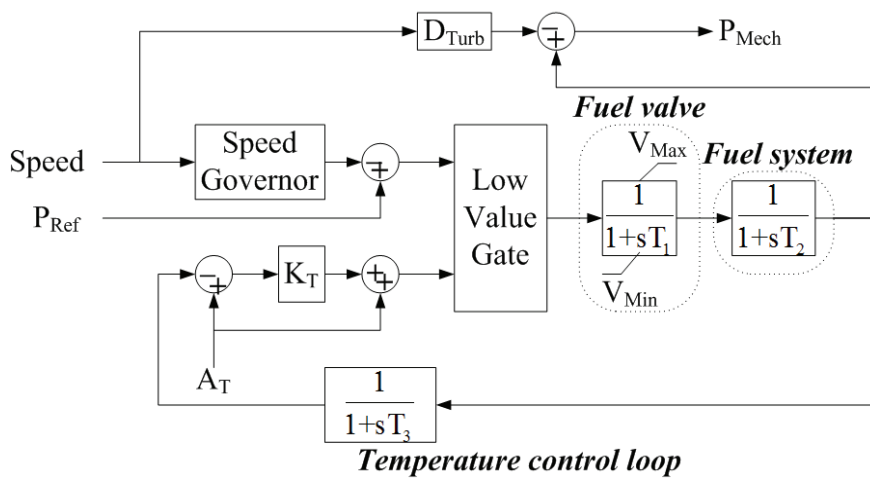 D_Turb
−
+
P_Mech
Fuel valve
Speed
Speed
Governor
−
+
P_Ref
Low
Value
Gate
V_Max
1
1+sT_1
V_Min
Fuel system
1
1+sT_2
−
+
K_T
+
+
A_T
1
1+sT_3
Temperature control loop